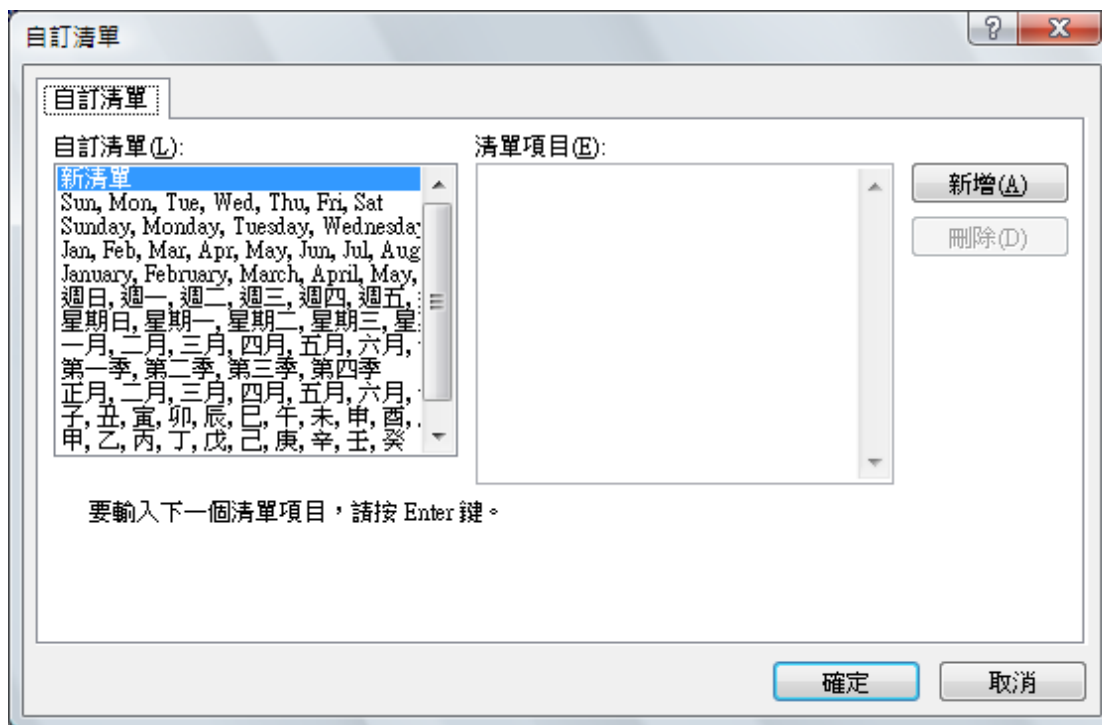 自訂清單
自訂清單
自訂清單(L):
新清單
Sun, Mon, Tue, Wed, Thu, Fri, Sat
Sunday, Monday, Tuesday, Wednesday
Jan, Feb, Mar, Apr, May, Jun, Jul, Aug
January, February, March, April, May,
週日, 週一, 週二, 週三, 週四, 週五,
星期日, 星期一, 星期二, 星期三, 星
一月, 二月, 三月, 四月, 五月, 六月,
第一季, 第二季, 第三季, 第四季
正月, 二月, 三月, 四月, 五月, 六月,
子, 丑, 寅, 卯, 辰, 巳, 午, 未, 申, 酉,
甲, 乙, 丙, 丁, 戊, 己, 庚, 辛, 壬, 癸
清單項目(E):
新增(A)
刪除(D)
要輸入下一個清單項目，請按 Enter 鍵。
確定
取消